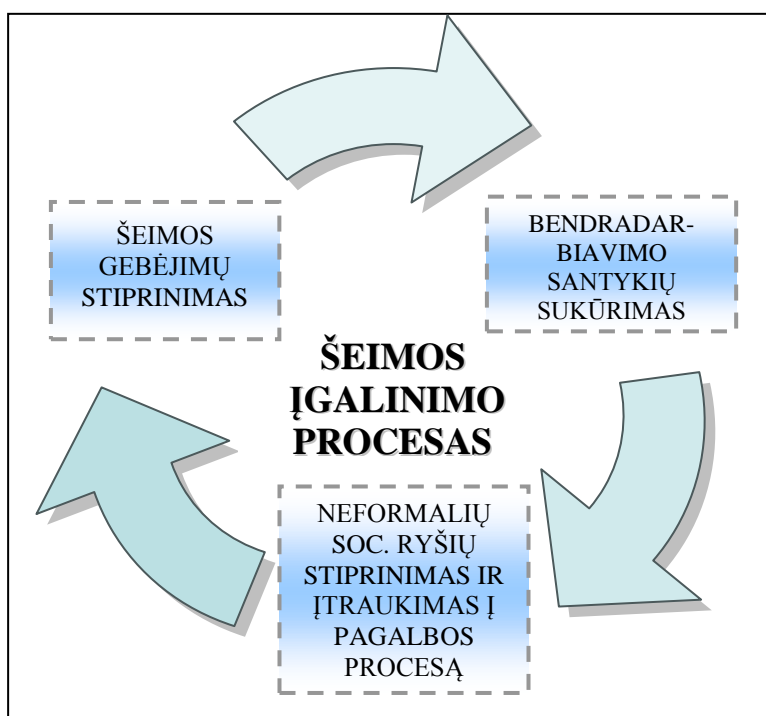 ŠEIMOS
GEBĖJIMŲ
STIPRINIMAS
BENDRADAR-
BIAVIMO
SANTYKIŲ
SUKŪRIMAS
ŠEIMOS
ĮGALINIMO
PROCESAS
NEFORMALIŲ
SOC. RYŠIŲ
STIPRINIMAS IR
ĮTRAUKIMAS Į
PAGALBOS
PROCESĄ